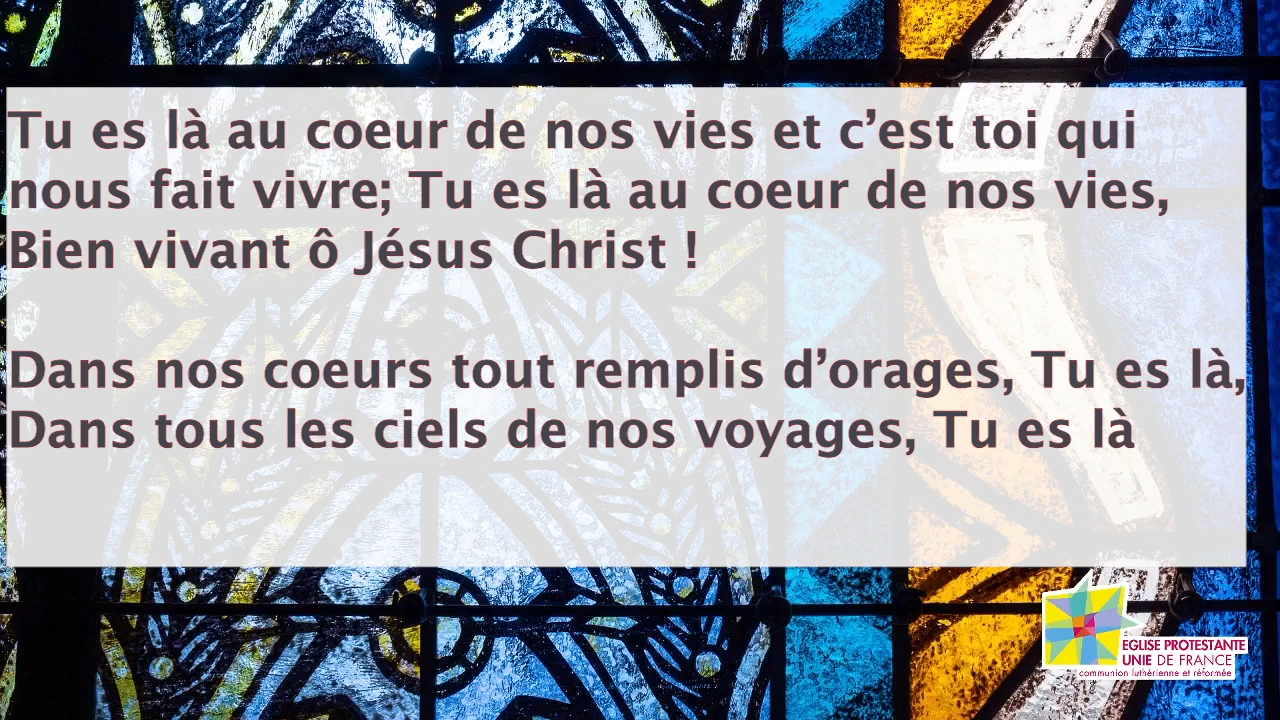 Tu es là au coeur de nos vies et c’est toi qui
nous fait vivre; Tu es là au coeur de nos vies,
Bien vivant ô Jésus Christ !
Dans nos coeurs tout remplis d’orages, Tu es là,
Dans tous les ciels de nos voyages, Tu es là
EGLISE PROTESTANTE
UNIE DE FRANCE
communion luthérienne et réformée